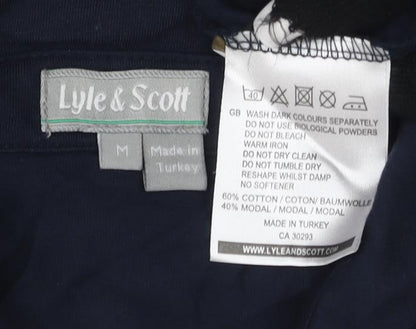 Lyle & Scott
M
Made in
Turkey
GB WASH DARK COLOURS SEPARATELY
DO NOT USE BIOLOGICAL POWDERS
DO NOT BLEACH
WARM IRON
DO NOT DRY CLEAN
DO NOT TUMBLE DRY
RESHAPE WHILST DAMP
NO SOFTENER
60% COTTON / COTON/ BAUMWOLLE
40% MODAL / MODAL / MODAL
MADE IN TURKEY
CA 30293
WWW.LYLEANDSCOTT.COM